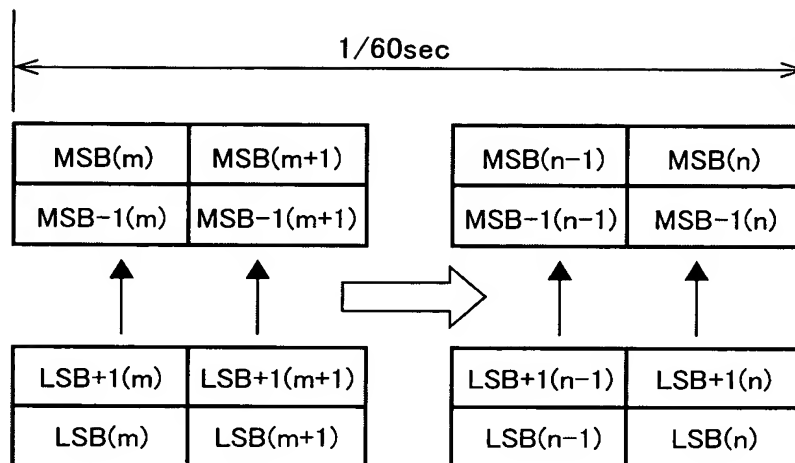 1/60sec
MSB(m) MSB(m+1) MSB(n-1) MSB(n)
MSB-1(m) MSB-1(m+1) MSB-1(n-1) MSB-1(n)
LSB+1(m) LSB+1(m+1) LSB+1(n-1) LSB+1(n)
LSB(m) LSB(m+1) LSB(n-1) LSB(n)